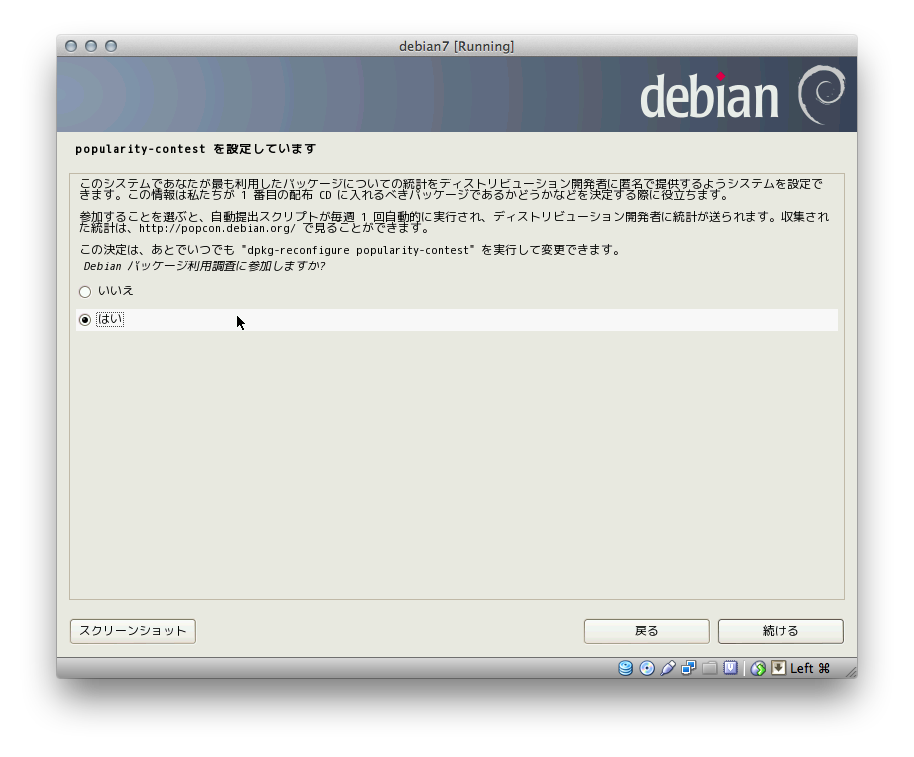 debian7 [Running]
debian
popularity-contest を設定しています
このシステムであなたが最も利用したパッケージについての統計をディストリビューション開発者に匿名で提供するようシステムを設定で
きます。この情報は私たちが 1 番目の配布 CD に入れるべきパッケージであるかどうかなどを決定する際に役立ちます。
参加することを選ぶと、自動提出スクリプトが毎週 1 回自動的に実行され、ディストリビューション開発者に統計が送られます。収集され
た統計は、http://popcon.debian.org/ で見ることができます。
この決定は、あとでいつでも "dpkg-reconfigure popularity-contest" を実行して変更できます。
Debian パッケージ利用調査に参加しますか?
いいえ
はい
スクリーンショット
戻る
続ける
Left ⌘